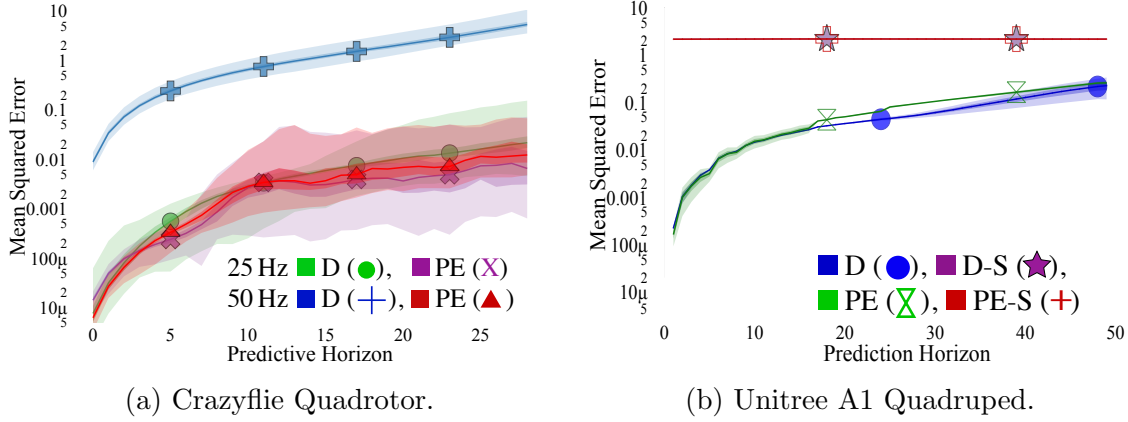 Mean Squared Error
10
5
2
1
5
2
0.1
5
2
0.01
5
2
0.001
5
2
100μ
5
2
10μ
5
25 Hz D ( ), PE (X)
50 Hz D ( ), PE ( )
0 5 10 15 20 25
Predictive Horizon
(a) Crazyflie Quadrotor.
Mean Squared Error
10
5
2
1
5
2
0.1
5
2
0.01
5
2
0.001
5
2
100μ
5
2
10μ
5
D ( ), D-S ( ),
PE ( ), PE-S (+)
0 10 20 30 40 50
Prediction Horizon
(b) Unitree A1 Quadruped.